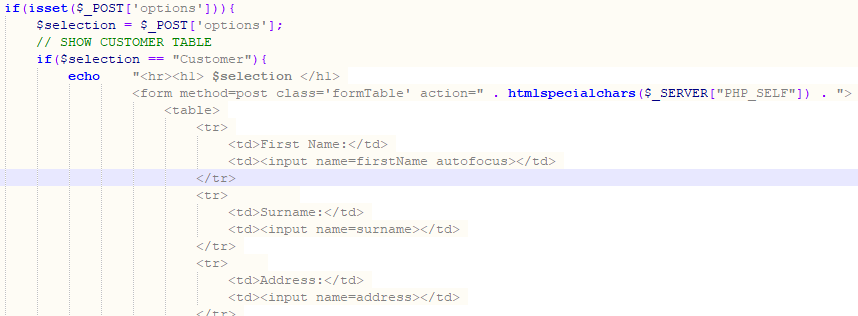 if(isset($_POST['options'])){
$selection = $_POST['options'];
// SHOW CUSTOMER TABLE
if($selection == "Customer"){
echo "<hr><h1> $selection </h1>
<form method=post class='formTable' action=" . htmlspecialchars($_SERVER["PHP_SELF"]) . ">
<table>
<tr>
<td>First Name:</td>
<td><input name=firstName autofocus></td>
</tr>
<tr>
<td>Surname:</td>
<td><input name=surname></td>
</tr>
<tr>
<td>Address:</td>
<td><input name=address></td>
</tr>